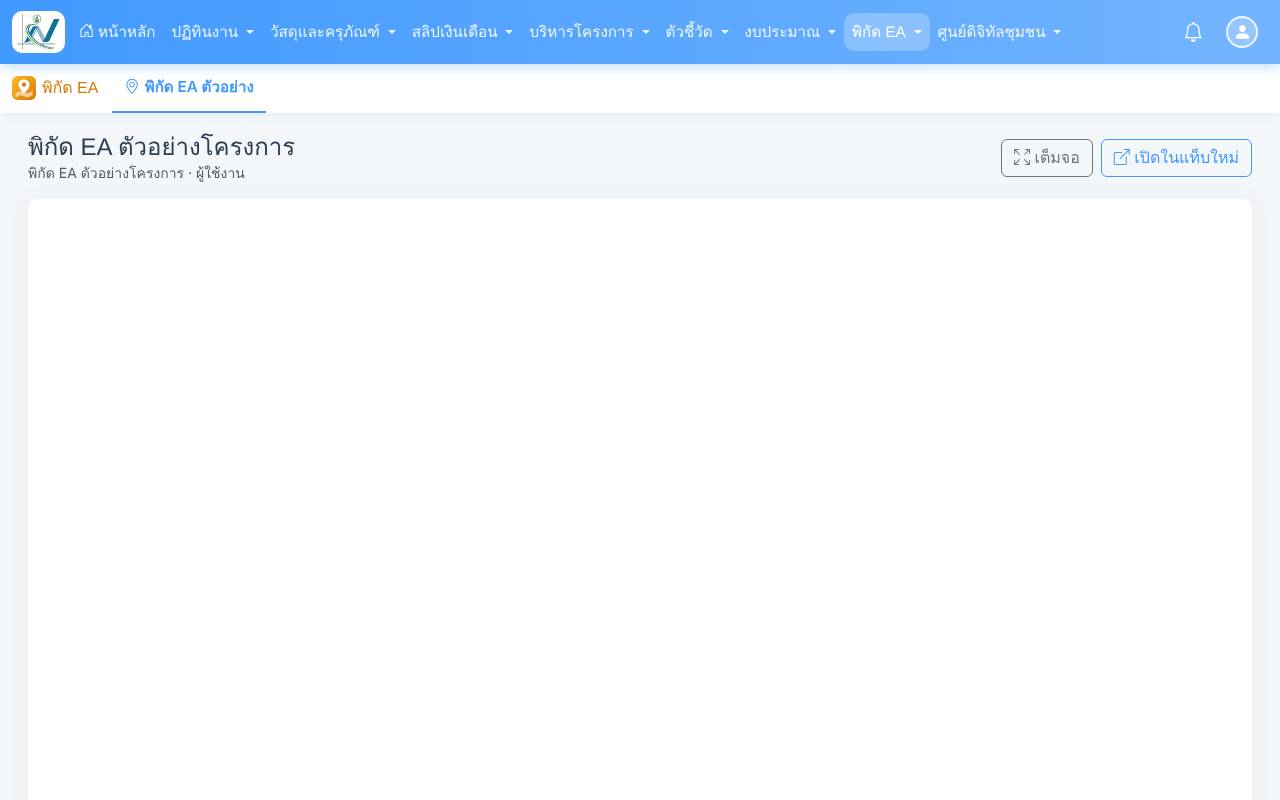 หน้าหลัก ปฏิทินงาน วัสดุและครุภัณฑ์ สลิปเงินเดือน บริหารโครงการ ตัวชี้วัด งบประมาณ พิกัด EA ศูนย์ดิจิทัลชุมชน
พิกัด EA พิกัด EA ตัวอย่าง
พิกัด EA ตัวอย่างโครงการ
พิกัด EA ตัวอย่างโครงการ · ผู้ใช้งาน
เต็มจอ เปิดในแท็บใหม่